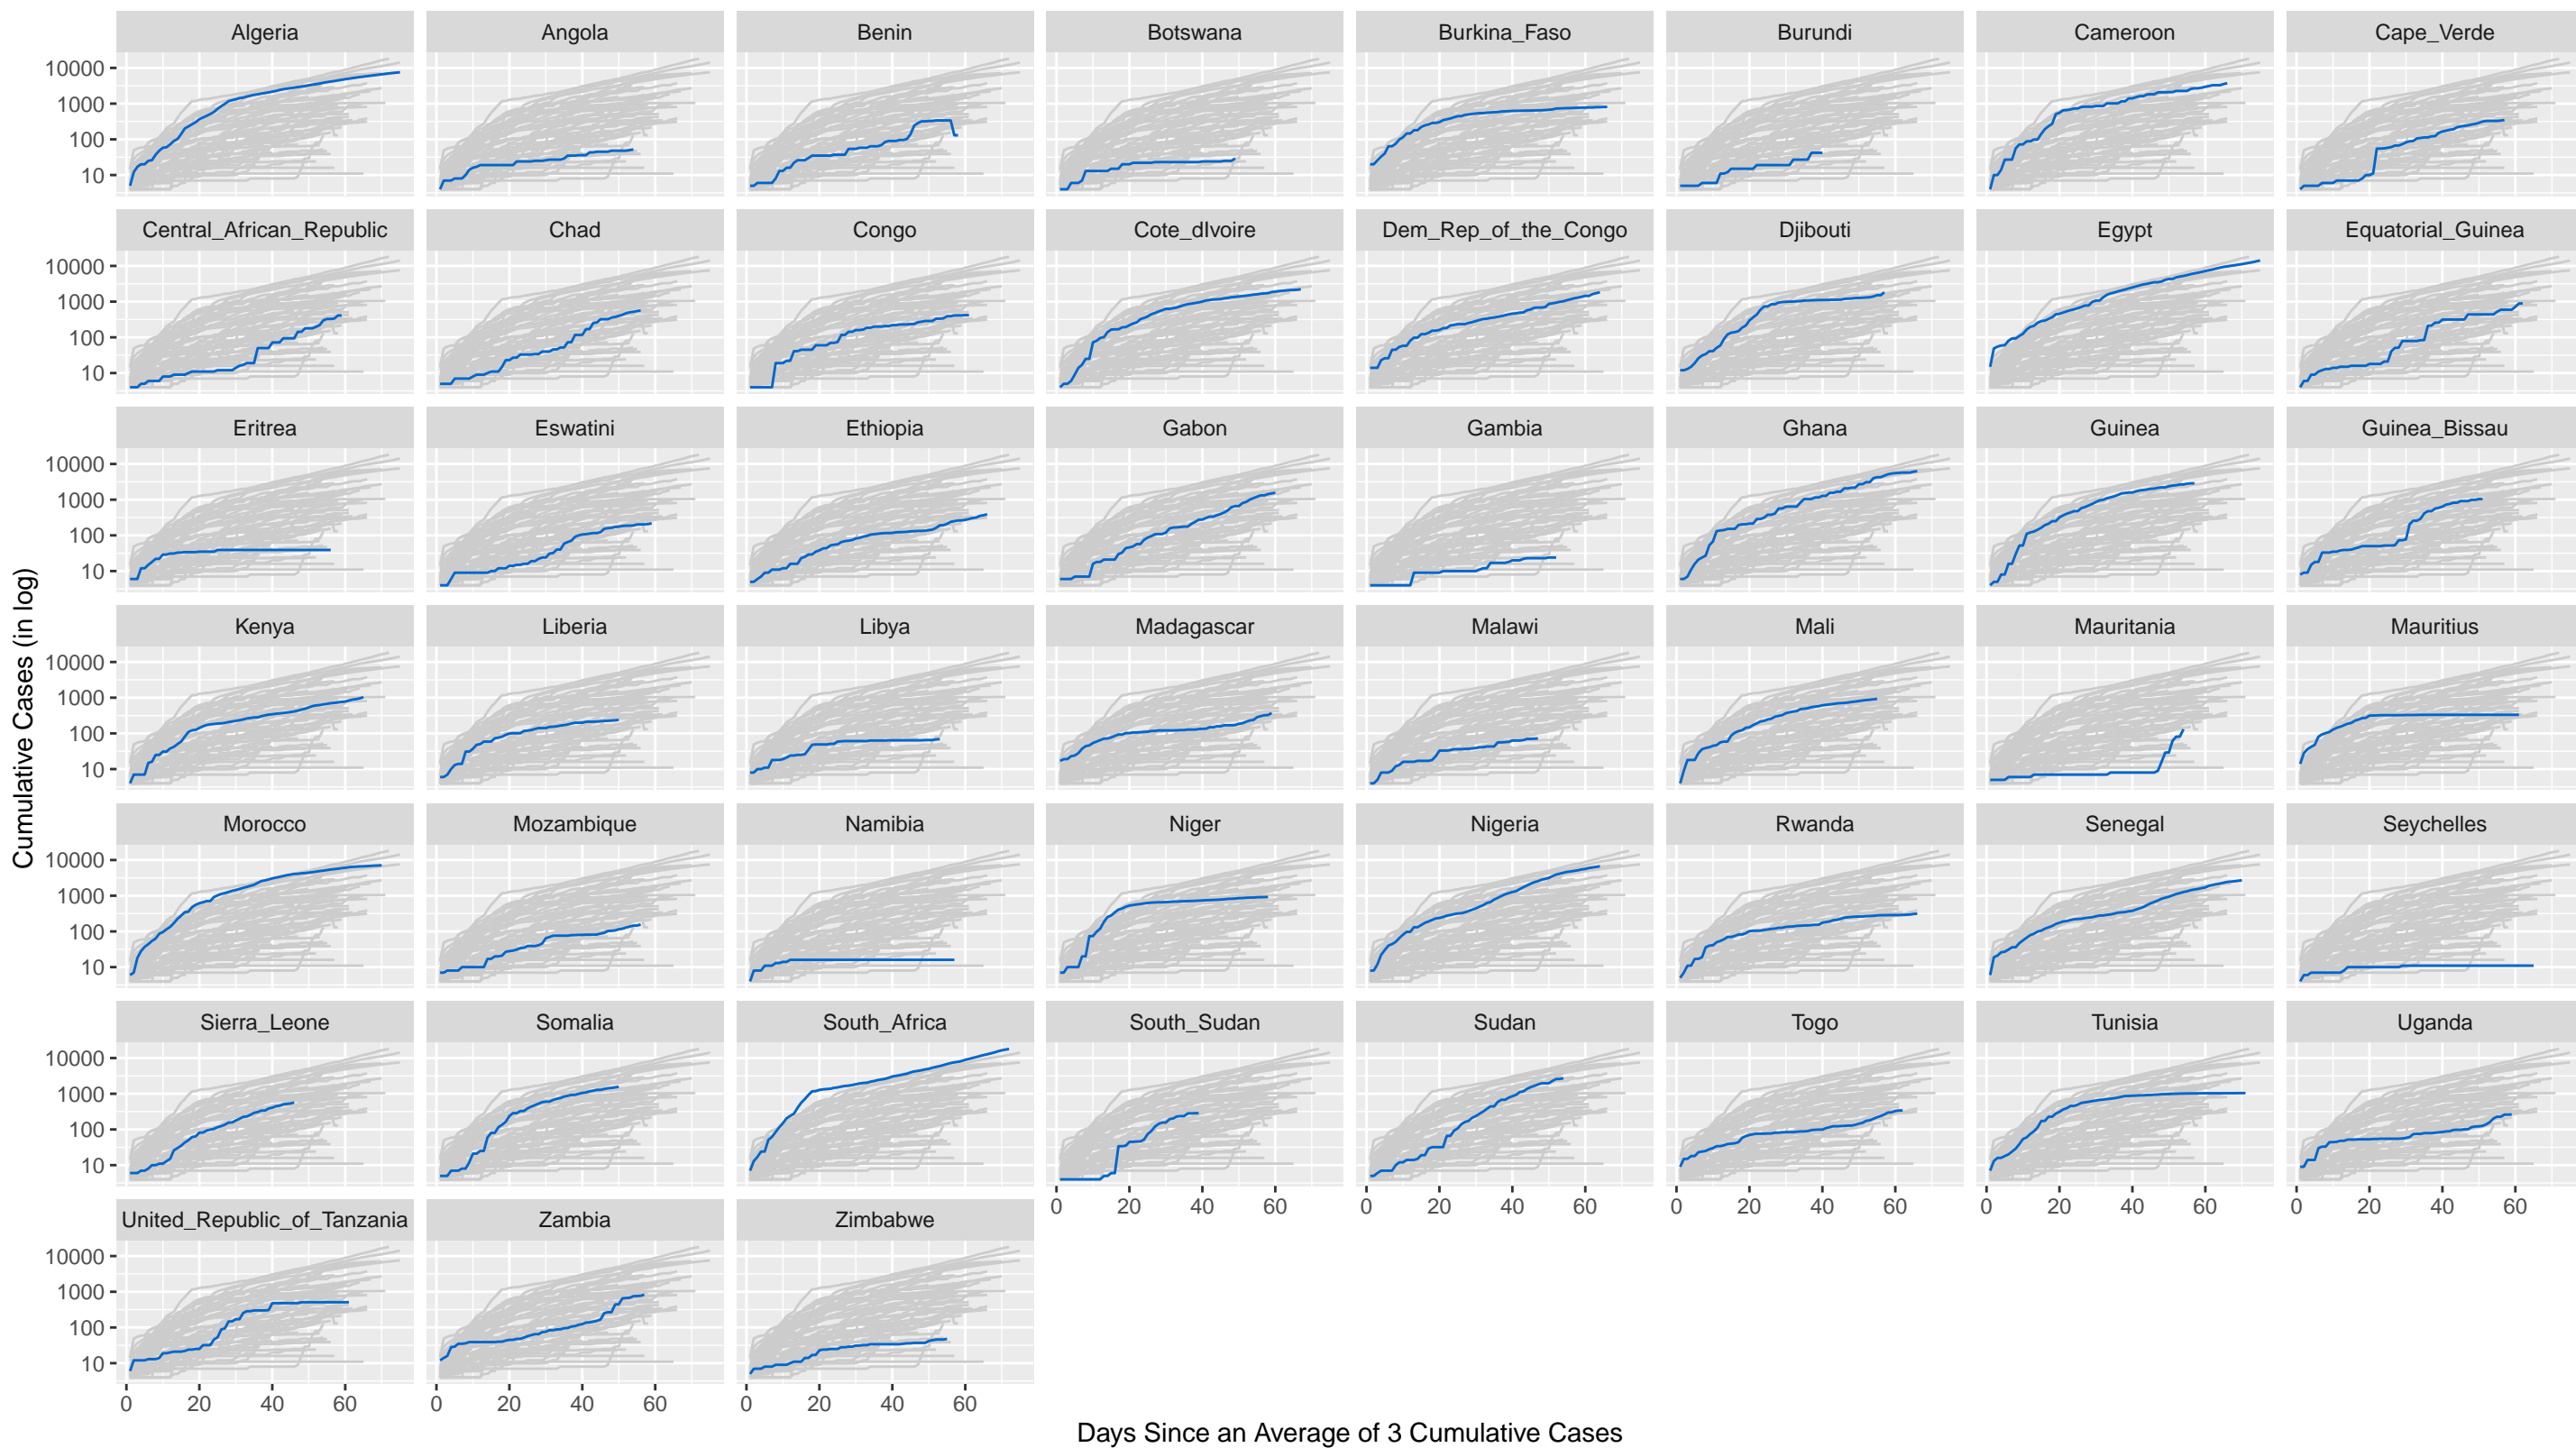 Algeria Angola Benin Botswana Burkina_Faso Burundi Cameroon Cape_Verde
10000
1000
100
10
Central_African_Republic Chad Congo Cote_dIvoire Dem_Rep_of_the_Congo Djibouti Egypt Equatorial_Guinea
10000
1000
100
10
Eritrea Eswatini Ethiopia Gabon Gambia Ghana Guinea Guinea_Bissau
10000
1000
100
10
Cumulative Cases (in log)
Kenya Liberia Libya Madagascar Malawi Mali Mauritania Mauritius
10000
1000
100
10
Morocco Mozambique Namibia Niger Nigeria Rwanda Senegal Seychelles
10000
1000
100
10
Sierra_Leone Somalia South_Africa South_Sudan Sudan Togo Tunisia Uganda
10000
1000
100
10
0 20 40 60 0 20 40 60 0 20 40 60 0 20 40 60 0 20 40 60
United_Republic_of_Tanzania Zambia Zimbabwe
10000
1000
100
10
0 20 40 60 0 20 40 60 0 20 40 60
Days Since an Average of 3 Cumulative Cases